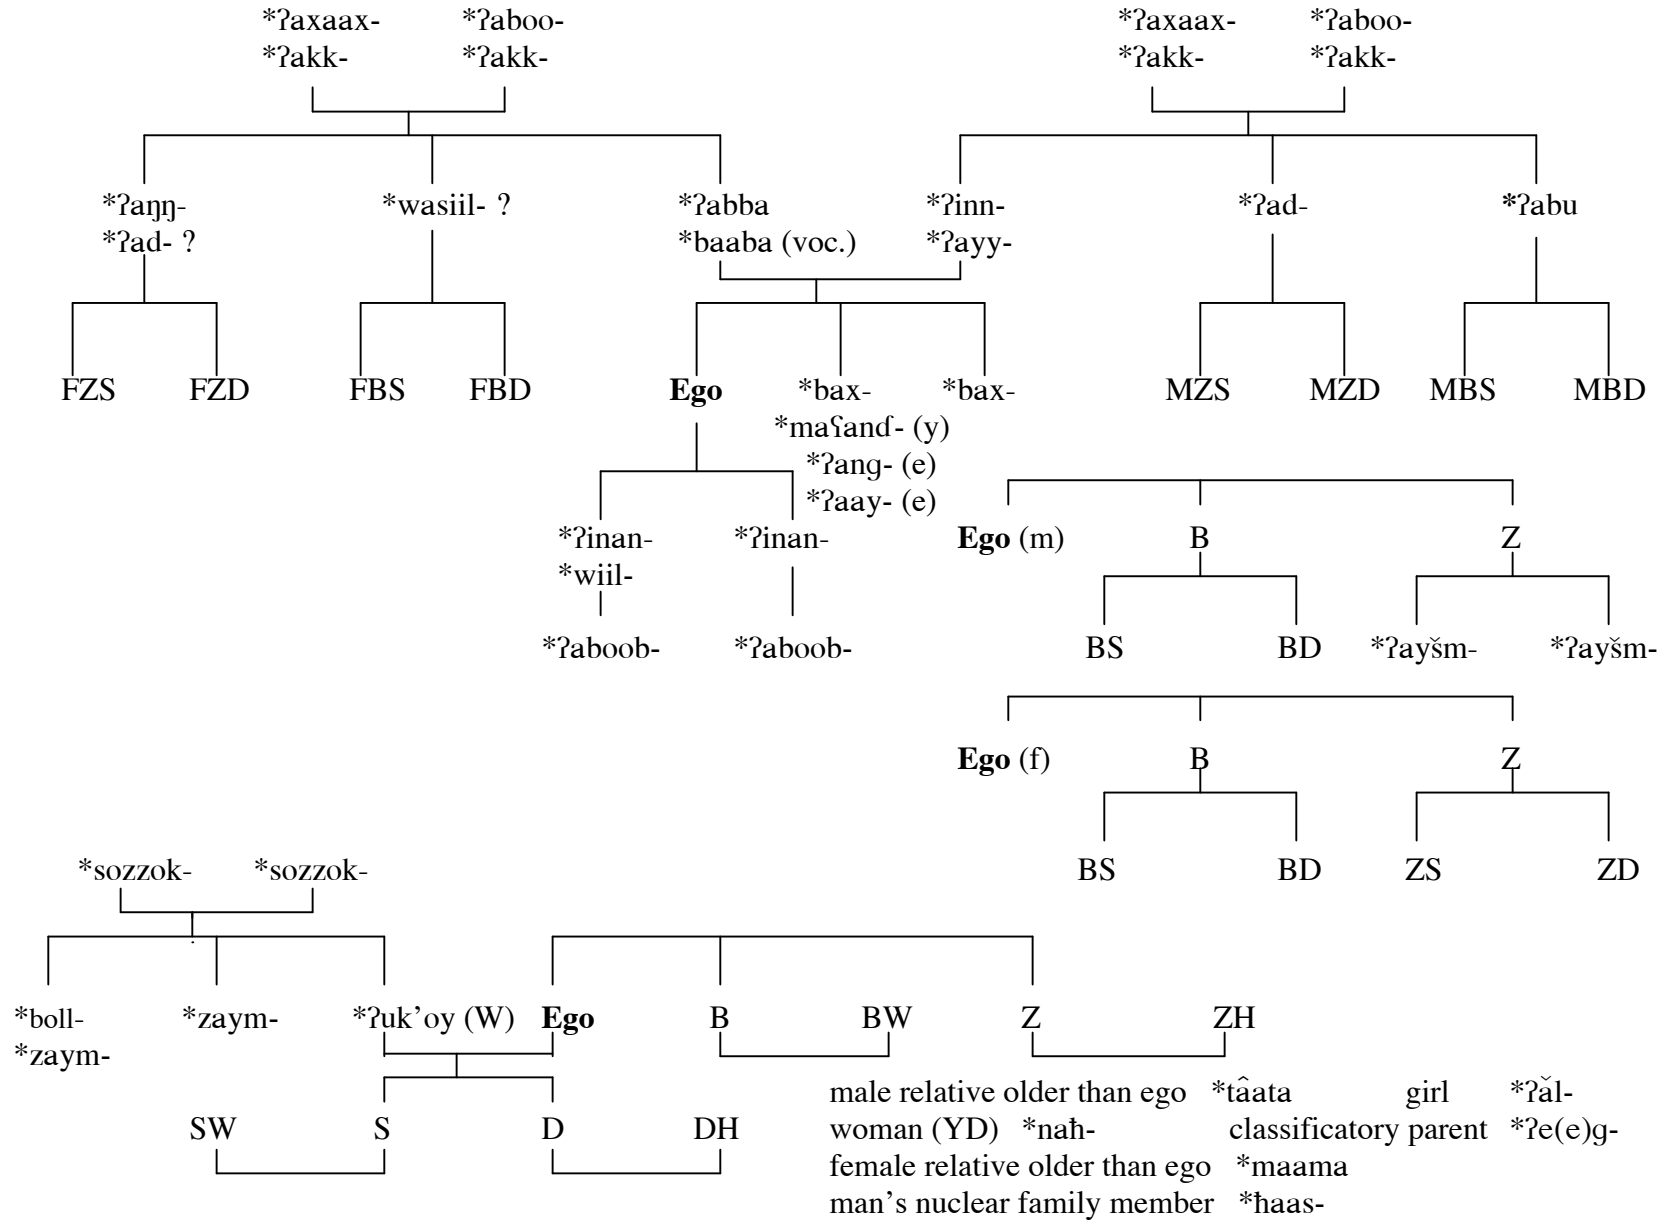 *ʔaxaax- *ʔaboo- *ʔaxaax- *ʔaboo-
*ʔakk- *ʔakk- *ʔakk- *ʔakk-
*ʔaŋŋ- *wasiil- ? *ʔabba *ʔinn- *ʔad- *ʔabu
*ʔad- ? *baaba (voc.) *ʔayy-
FZS FZD FBS FBD Ego *bax- *bax- MZS MZD MBS MBD
*maʕanɗ- (y)
*ʔang- (e)
*ʔaay- (e)
*ʔinan- *ʔinan- Ego (m) B Z
*wiil-
*ʔaboob- *ʔaboob- BS BD *ʔayšm- *ʔayšm-
Ego (f) B Z
*sozzok- *sozzok- BS BD ZS ZD
*boll- *zaym- *ʔuk’oy (W) Ego B BW Z ZH
*zaym-
male relative older than ego *tâata girl *ʔǎl-
SW S D DH woman (YD) *naħ- classificatory parent *ʔe(e)g-
female relative older than ego *maama
man’s nuclear family member *ħaas-